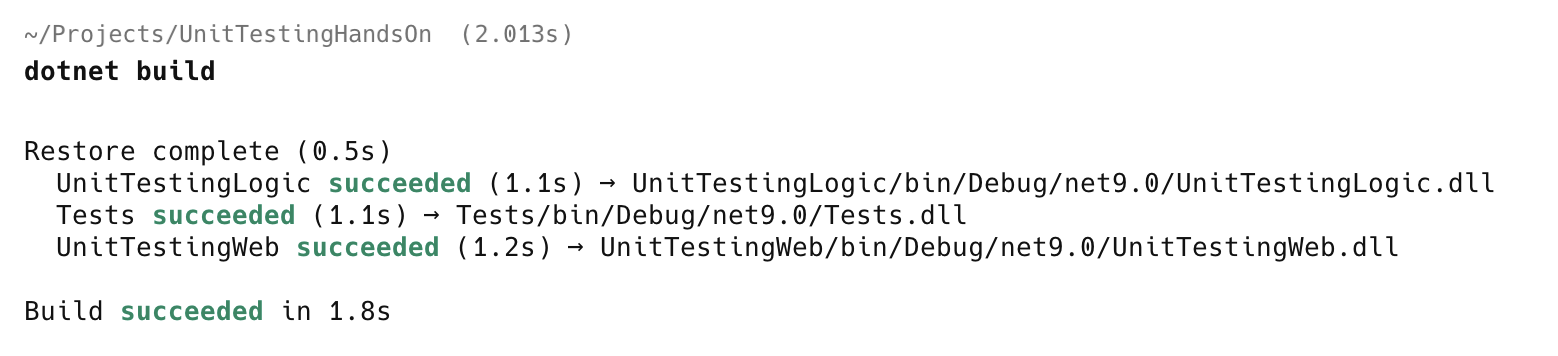 ~/Projects/UnitTestingHandsOn (2.013s)
dotnet build
Restore complete (0.5s)
UnitTestingLogic succeeded (1.1s) → UnitTestingLogic/bin/Debug/net9.0/UnitTestingLogic.dll
Tests succeeded (1.1s) → Tests/bin/Debug/net9.0/Tests.dll
UnitTestingWeb succeeded (1.2s) → UnitTestingWeb/bin/Debug/net9.0/UnitTestingWeb.dll
Build succeeded in 1.8s